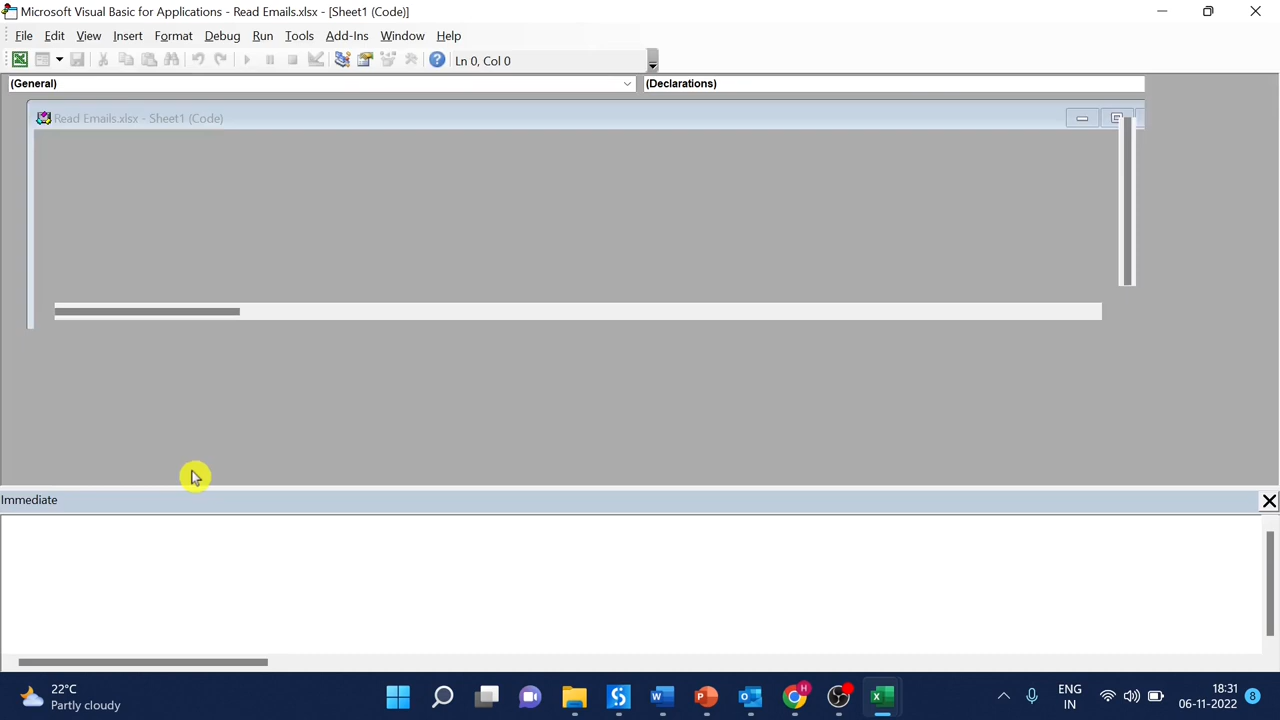 Microsoft Visual Basic for Applications - Read Emails.xlsx - [Sheet1 (Code)]
File Edit View Insert Format Debug Run Tools Add-Ins Window Help
Ln 0, Col 0
(General) (Declarations)
Read Emails.xlsx - Sheet1 (Code)
Immediate
22°C
Partly cloudy
ENG
IN
18:31
06-11-2022
8